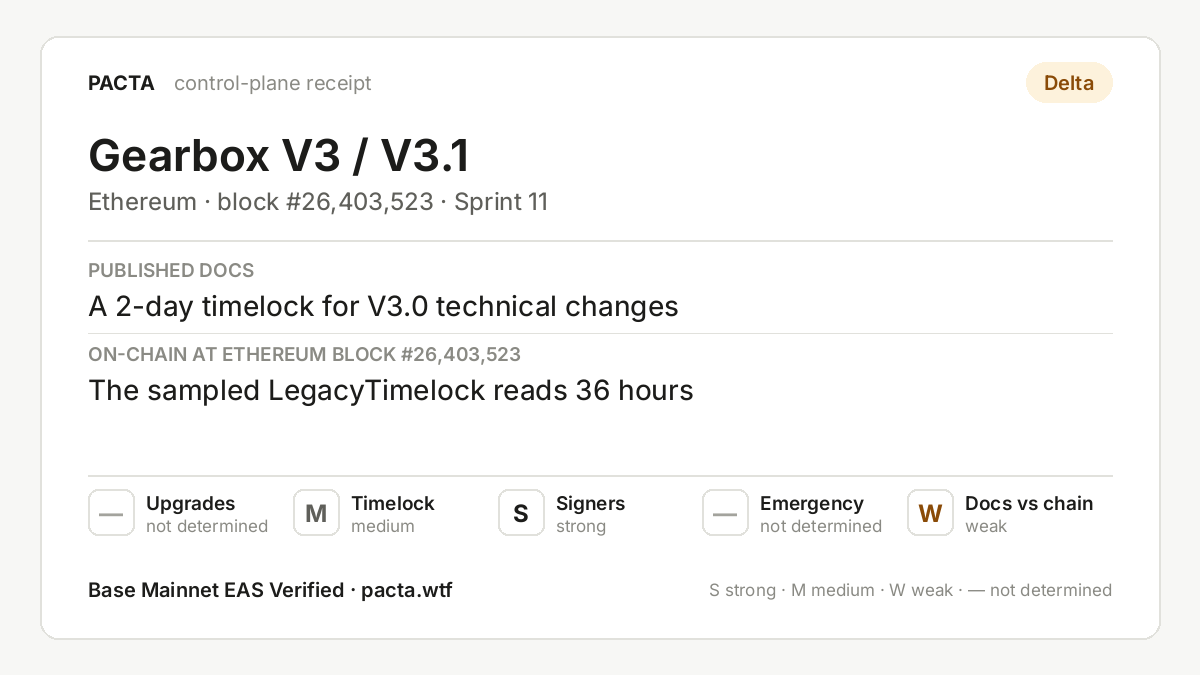 PACTA control-plane receipt
Delta
Gearbox V3 / V3.1
Ethereum · block #26,403,523 · Sprint 11
PUBLISHED DOCS
A 2-day timelock for V3.0 technical changes
ON-CHAIN AT ETHEREUM BLOCK #26,403,523
The sampled LegacyTimelock reads 36 hours
— Upgrades
not determined
M Timelock
medium
S Signers
strong
— Emergency
not determined
W Docs vs chain
weak
Base Mainnet EAS Verified · pacta.wtf
S strong · M medium · W weak · — not determined